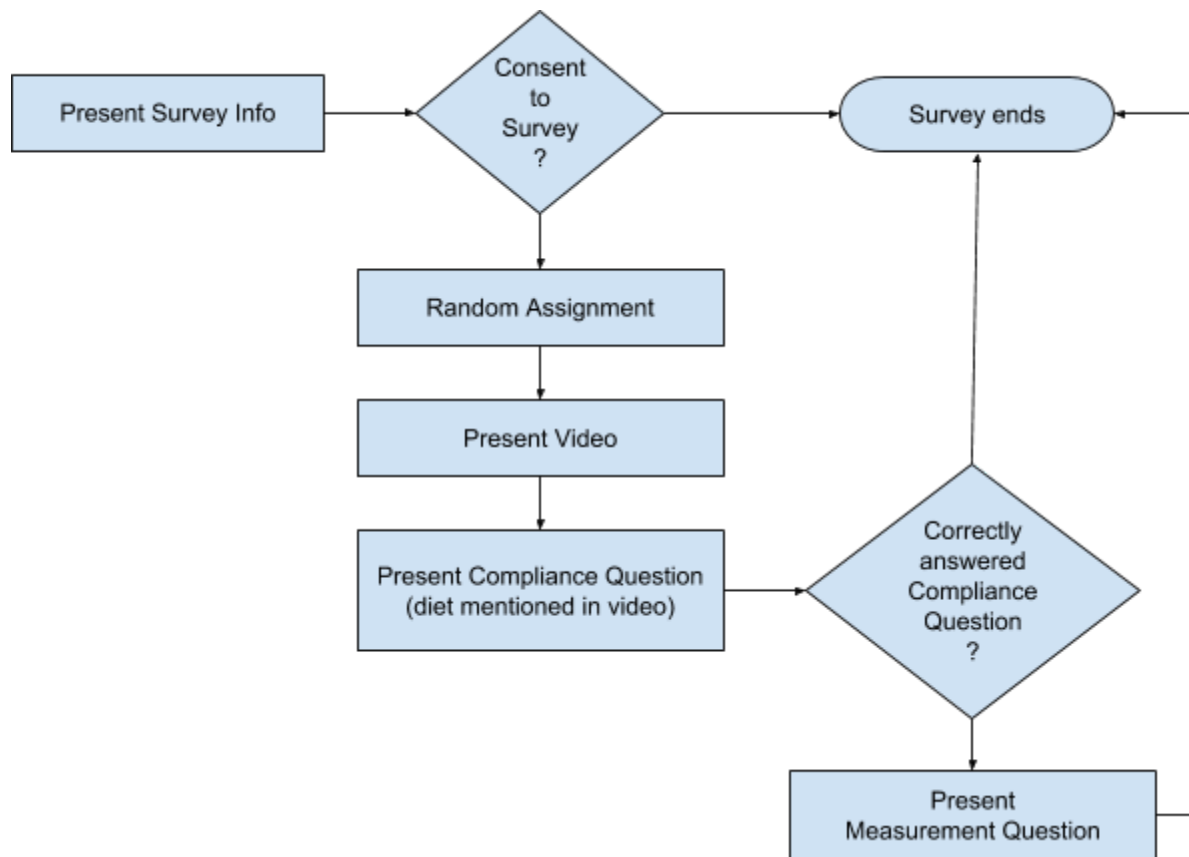 Present Survey Info
Consent
to
Survey
?
Survey ends
Random Assignment
Present Video
Present Compliance Question
(diet mentioned in video)
Correctly
answered
Compliance
Question
?
Present
Measurement Question